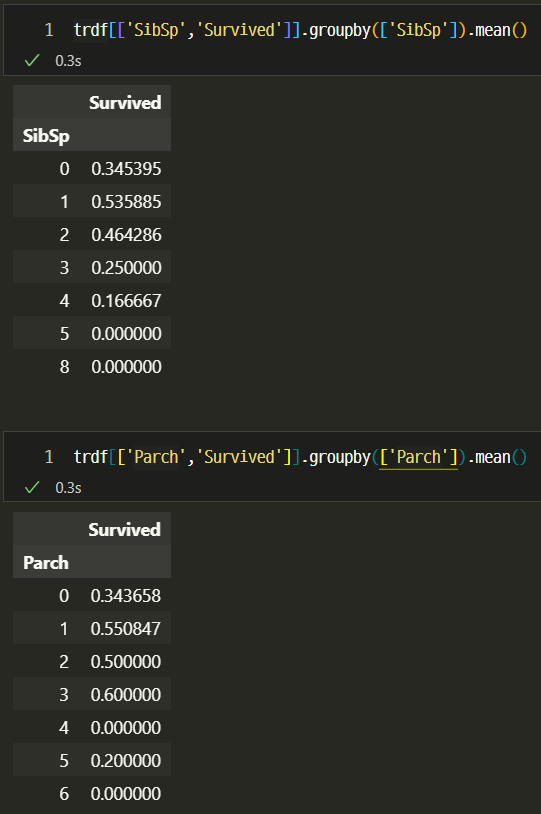 1 trdf[['SibSp','Survived']].groupby(['SibSp']).mean()
0.3s
Survived
SibSp
0 0.345395
1 0.535885
2 0.464286
3 0.250000
4 0.166667
5 0.000000
8 0.000000
1 trdf[['Parch','Survived']].groupby(['Parch']).mean()
0.3s
Survived
Parch
0 0.343658
1 0.550847
2 0.500000
3 0.600000
4 0.000000
5 0.200000
6 0.000000